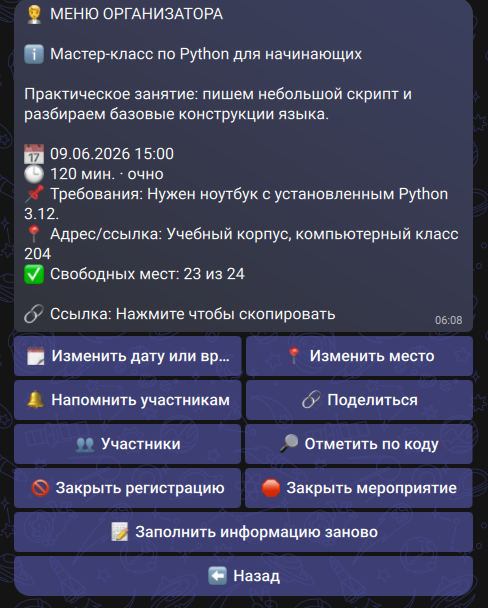 МЕНЮ ОРГАНИЗАТОРА
Мастер-класс по Python для начинающих
Практическое занятие: пишем небольшой скрипт и
разбираем базовые конструкции языка.
09.06.2026 15:00
120 мин. · очно
Требования: Нужен ноутбук с установленным Python
3.12.
Адрес/ссылка: Учебный корпус, компьютерный класс
204
Свободных мест: 23 из 24
Ссылка: Нажмите чтобы скопировать
06:08
Изменить дату или вр...
Изменить место
Напомнить участникам
Поделиться
Участники
Отметить по коду
Закрыть регистрацию
Закрыть мероприятие
Заполнить информацию заново
Назад